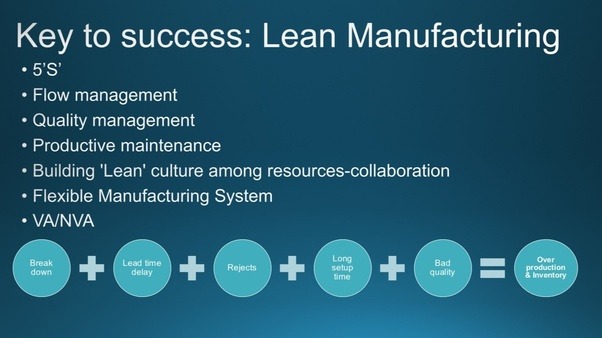 Key to success: Lean Manufacturing
• 5'S'
• Flow management
• Quality management
• Productive maintenance
• Building 'Lean' culture among resources-collaboration
• Flexible Manufacturing System
• VA/NVA
Break
down
Lead time
delay
Rejects
Long
setup
time
Bad
quality
Over
production
& Inventory